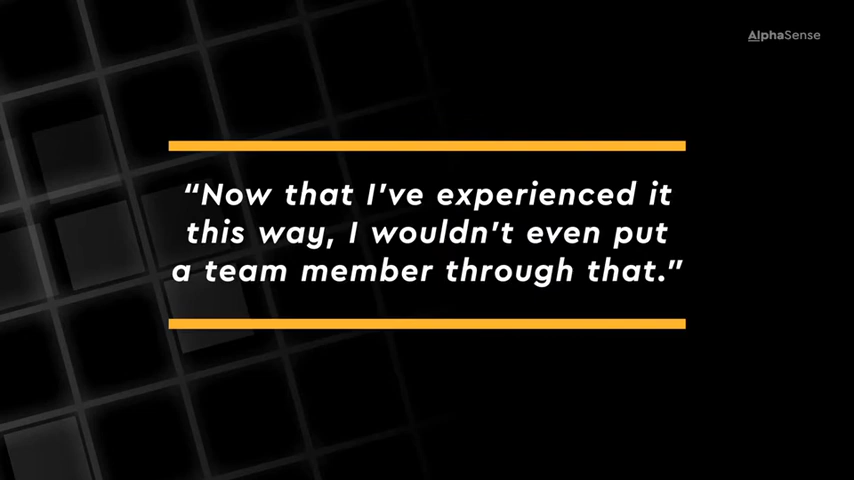 AlphaSense
“Now that I’ve experienced it
this way, I wouldn’t even put
a team member through that.”